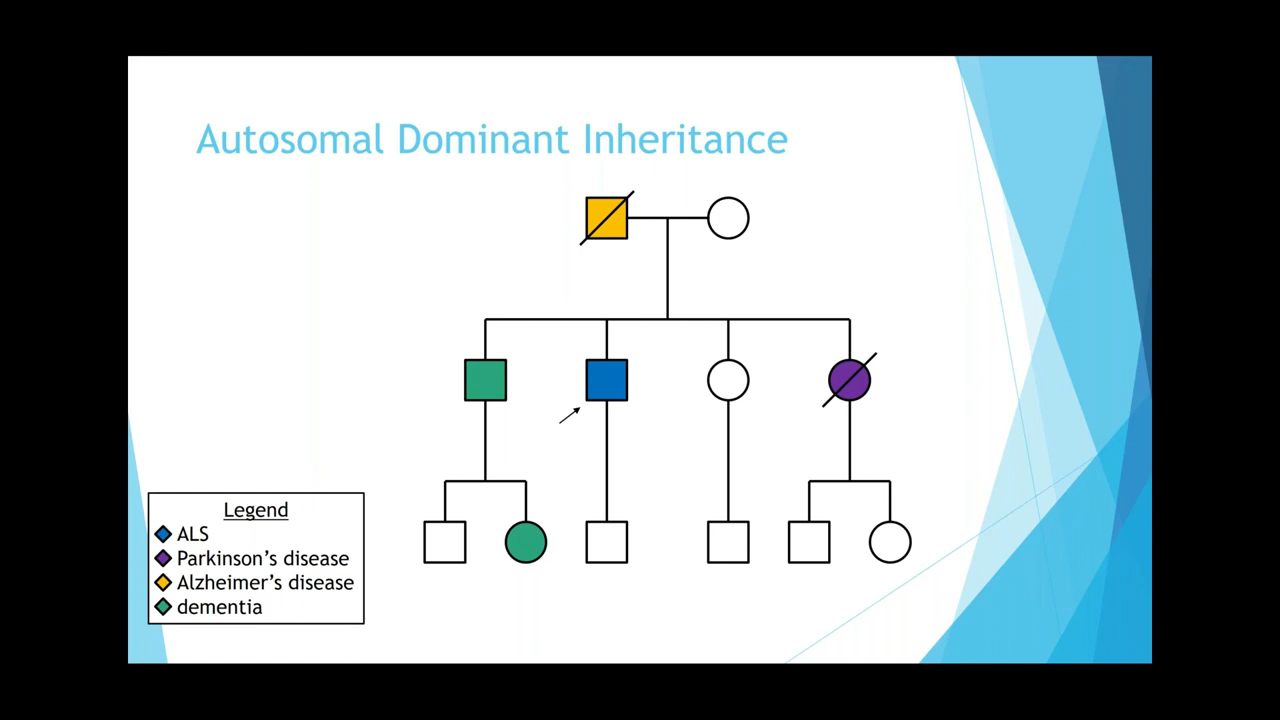 Autosomal Dominant Inheritance
Legend
ALS
Parkinson’s disease
Alzheimer’s disease
dementia